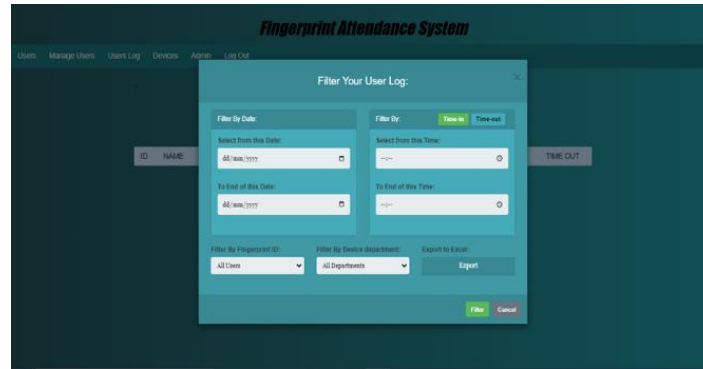 Fingerprint Attendance System
Users Manage Users Users Log Devices Admin Log Out
Filter Your User Log:
×
Filter By Date:
Filter By: Time-in Time-out
Select from this Date:
Select from this Time:
dd/mm/yyyy
--:--
To End of this Date:
To End of this Time:
dd/mm/yyyy
--:--
ID NAME TIME OUT
Filter By Fingerprint ID:
Filter By Device department:
Export to Excel:
All Users
All Departments
Export
Filter Cancel